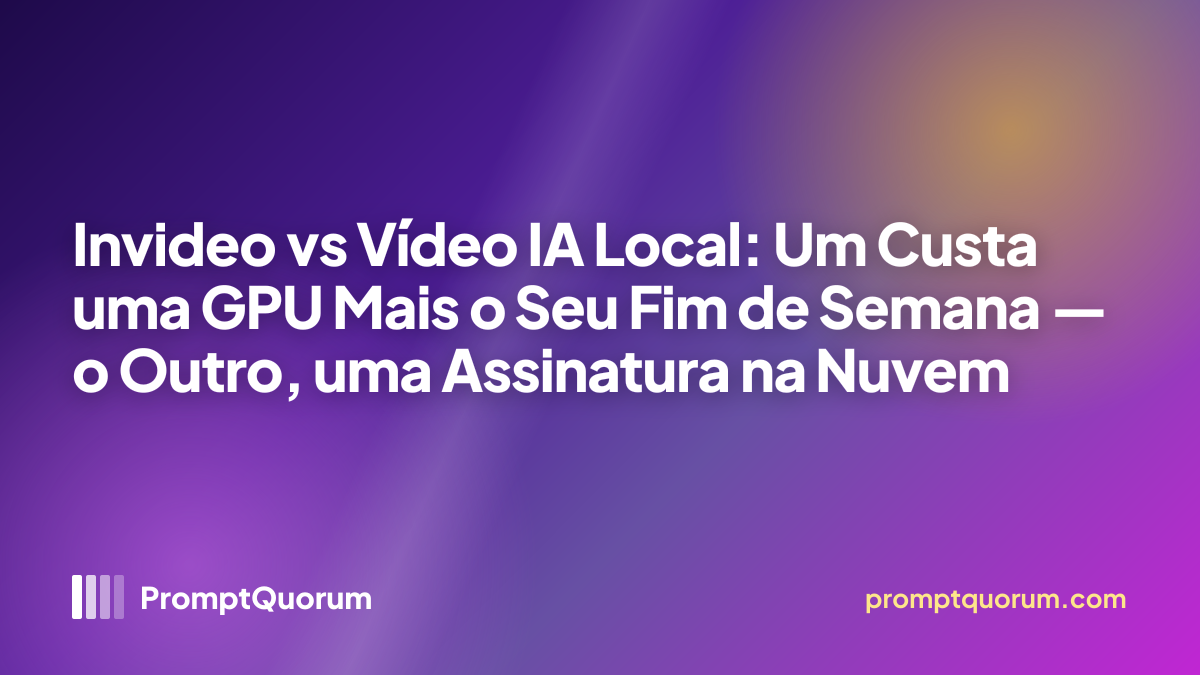 Invideo vs Vídeo IA Local: Um Custa
uma GPU Mais o Seu Fim de Semana —
o Outro, uma Assinatura na Nuvem
PromptQuorum
promptquorum.com